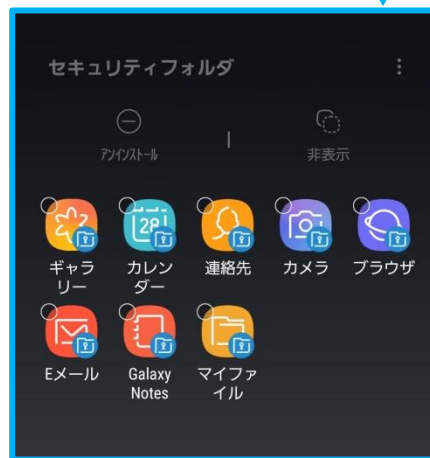 セキュリティフォルダ
アンインストール
非表示
28
ギャラ
リー
カレン
ダー
連絡先
カメラ
ブラウザ
Eメール
Galaxy
Notes
マイファ
イル